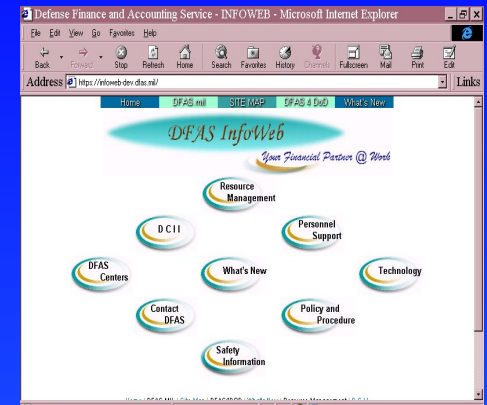 Defense Finance and Accounting Service - INFOWEB - Microsoft Internet Explorer
File Edit View Go Favorites Help
Back Forward Stop Refresh Home Search Favorites History Channels Fullscreen Mail Print Edit
Address https://infoweb-dev.dfas.mil/ Links
Home DFAS mil SITE MAP DFAS 4 DoD What's New
DFAS InfoWeb
Your Financial Partner @ Work
Resource
Management
D C I I
Personnel
Support
DFAS
Centers
What's New
Technology
Contact
DFAS
Policy and
Procedure
Safety
Information